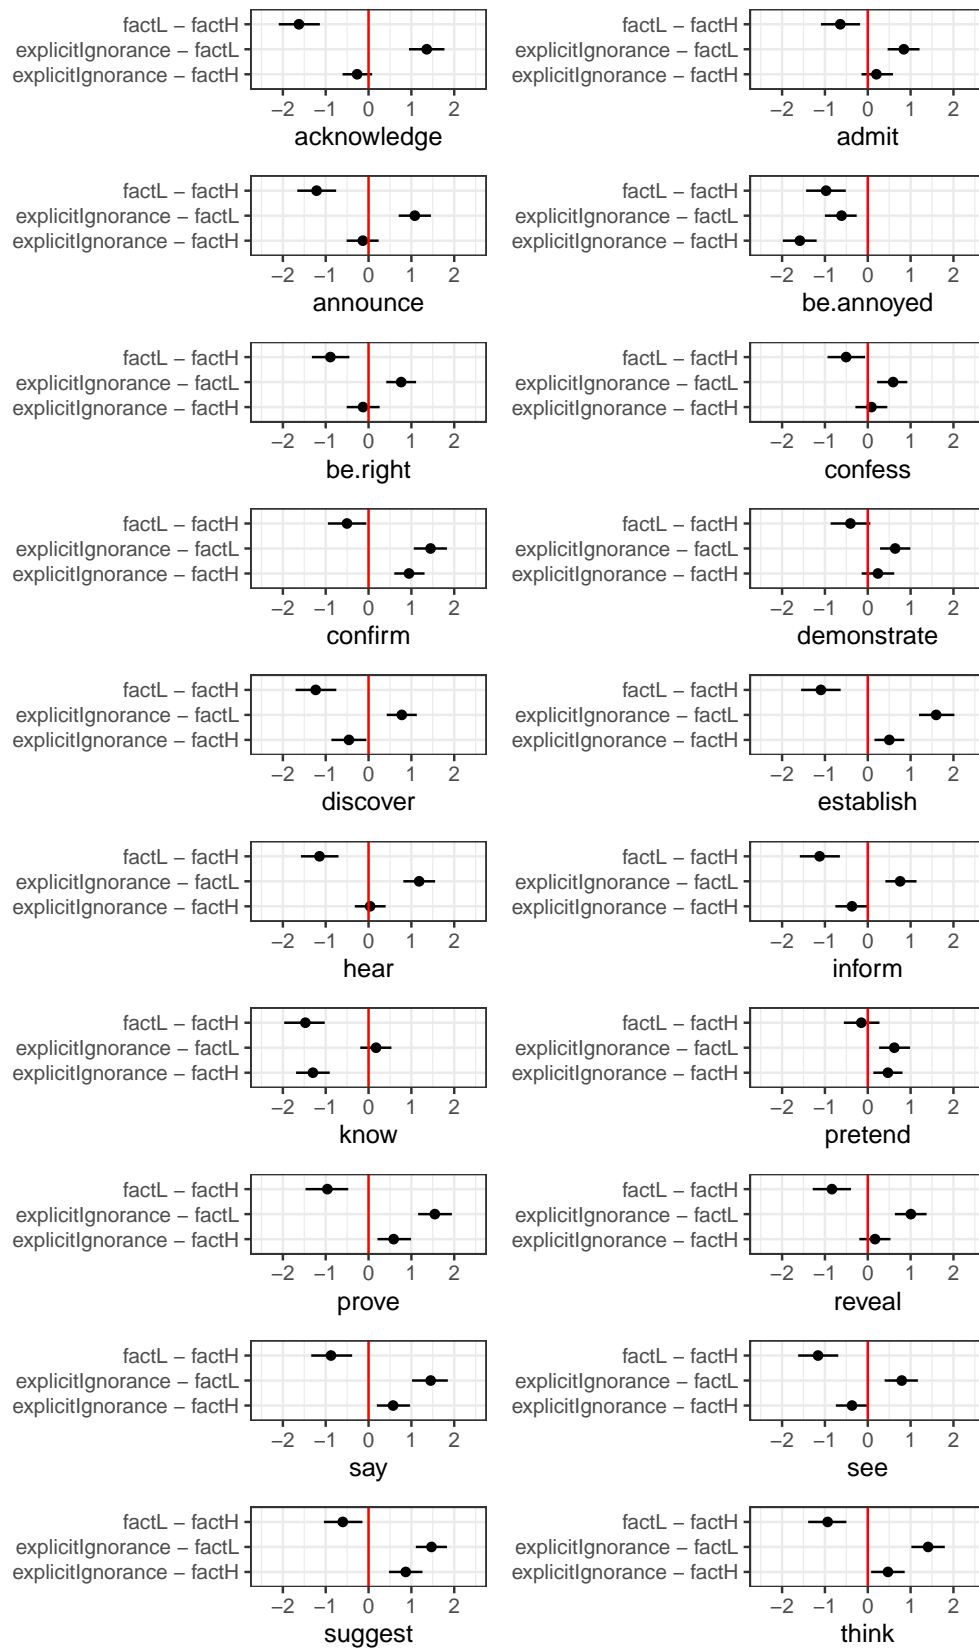 factL − factH
explicitIgnorance − factL
explicitIgnorance − factH
−2 −1 0 1 2
acknowledge
factL − factH
explicitIgnorance − factL
explicitIgnorance − factH
−2 −1 0 1 2
admit
factL − factH
explicitIgnorance − factL
explicitIgnorance − factH
−2 −1 0 1 2
announce
factL − factH
explicitIgnorance − factL
explicitIgnorance − factH
−2 −1 0 1 2
be.annoyed
factL − factH
explicitIgnorance − factL
explicitIgnorance − factH
−2 −1 0 1 2
be.right
factL − factH
explicitIgnorance − factL
explicitIgnorance − factH
−2 −1 0 1 2
confess
factL − factH
explicitIgnorance − factL
explicitIgnorance − factH
−2 −1 0 1 2
confirm
factL − factH
explicitIgnorance − factL
explicitIgnorance − factH
−2 −1 0 1 2
demonstrate
factL − factH
explicitIgnorance − factL
explicitIgnorance − factH
−2 −1 0 1 2
discover
factL − factH
explicitIgnorance − factL
explicitIgnorance − factH
−2 −1 0 1 2
establish
factL − factH
explicitIgnorance − factL
explicitIgnorance − factH
−2 −1 0 1 2
hear
factL − factH
explicitIgnorance − factL
explicitIgnorance − factH
−2 −1 0 1 2
inform
factL − factH
explicitIgnorance − factL
explicitIgnorance − factH
−2 −1 0 1 2
know
factL − factH
explicitIgnorance − factL
explicitIgnorance − factH
−2 −1 0 1 2
pretend
factL − factH
explicitIgnorance − factL
explicitIgnorance − factH
−2 −1 0 1 2
prove
factL − factH
explicitIgnorance − factL
explicitIgnorance − factH
−2 −1 0 1 2
reveal
factL − factH
explicitIgnorance − factL
explicitIgnorance − factH
−2 −1 0 1 2
say
factL − factH
explicitIgnorance − factL
explicitIgnorance − factH
−2 −1 0 1 2
see
factL − factH
explicitIgnorance − factL
explicitIgnorance − factH
−2 −1 0 1 2
suggest
factL − factH
explicitIgnorance − factL
explicitIgnorance − factH
−2 −1 0 1 2
think